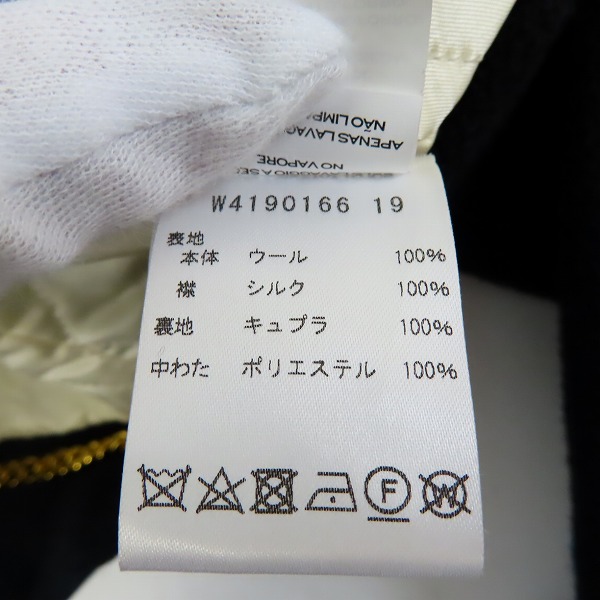 NÃO LIMP
APENAS LAVAG
NO VAPORE
W4190166 19
表地
本体 ウール 100%
襟 シルク 100%
裏地 キュプラ 100%
中わた ポリエステル 100%
F
W